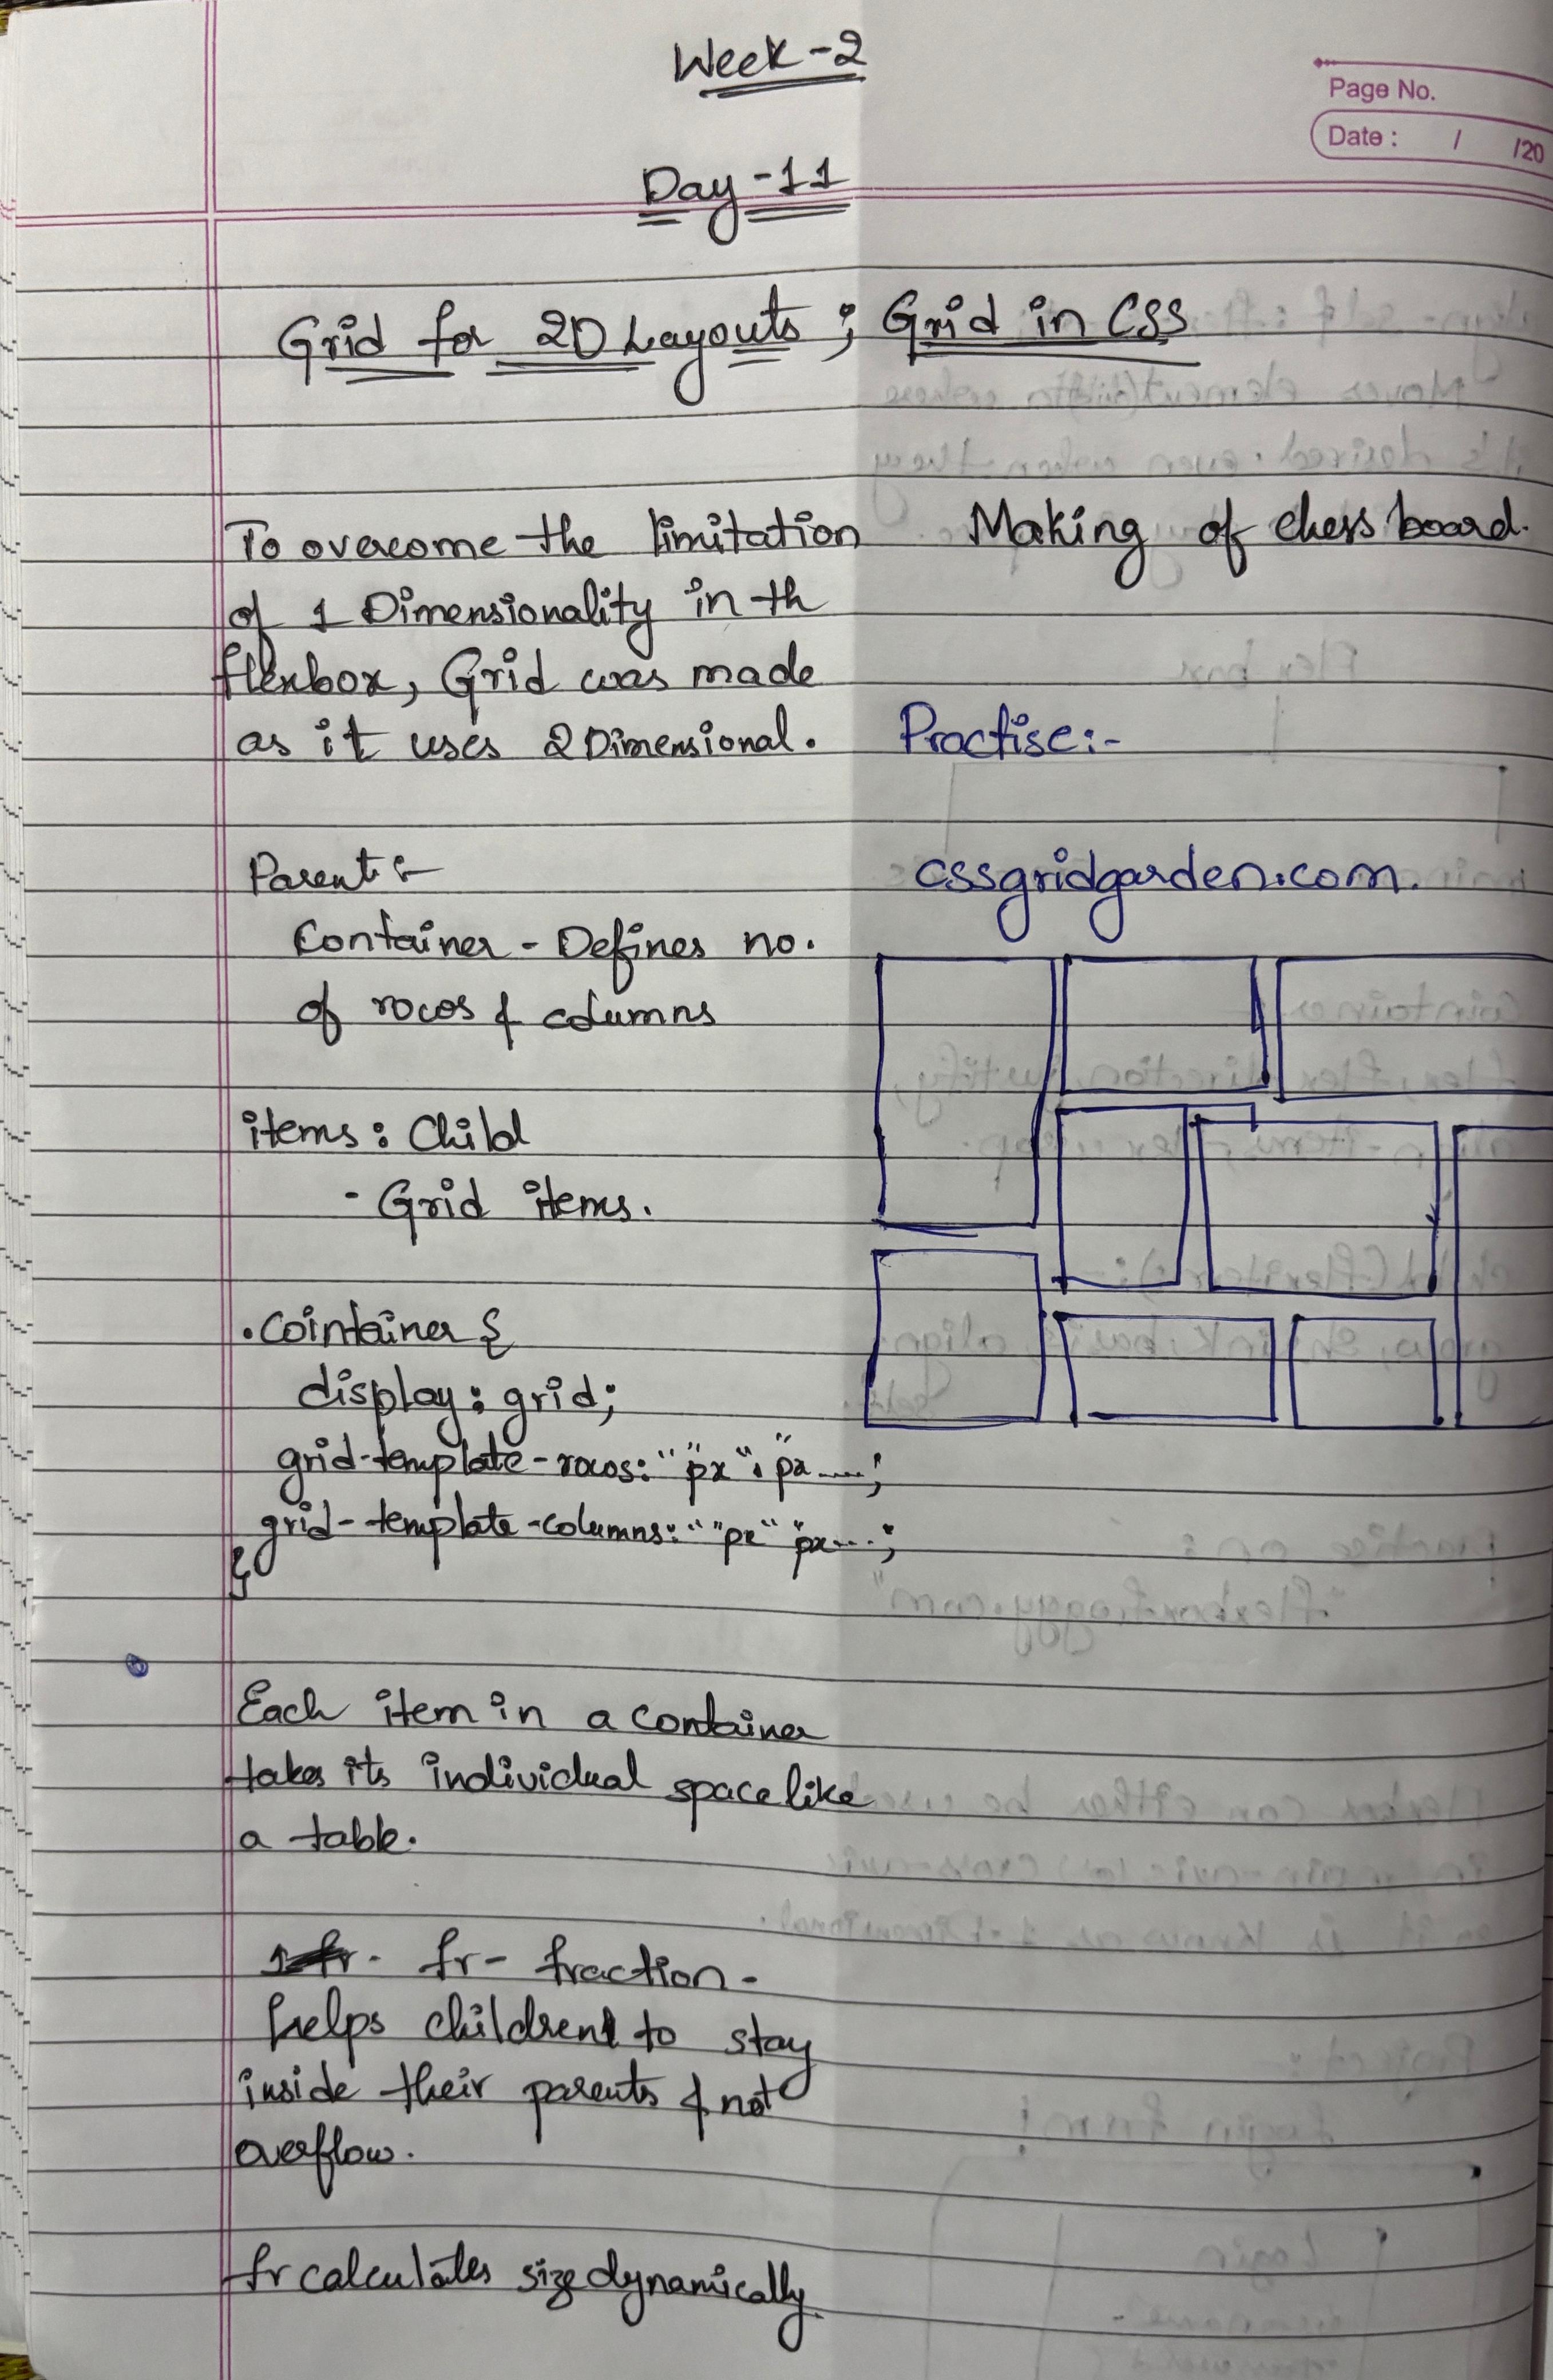 Week-2
Page No.
Date : / /20
Day-11
Grid for 2D Layouts ; Grid in CSS
To overcome the limitation
of 1 Dimensionality in th
flexbox, Grid was made
as it uses 2 Dimensional.
Parent :-
Container - Defines no.
of rows & columns
items : Child
- Grid items.
.Cointainer {
display: grid;
grid-template-rows: " "px " " px ....;
grid-template-columns: " "px " "px...;
}
Each item in a container
takes its individual space like
a table.
1fr - fr - fraction -
helps children to stay
inside their parents & not
overflow.
fr calculates size dynamically.
Making of chess board.
Practise:-
cssgridgarden.com.